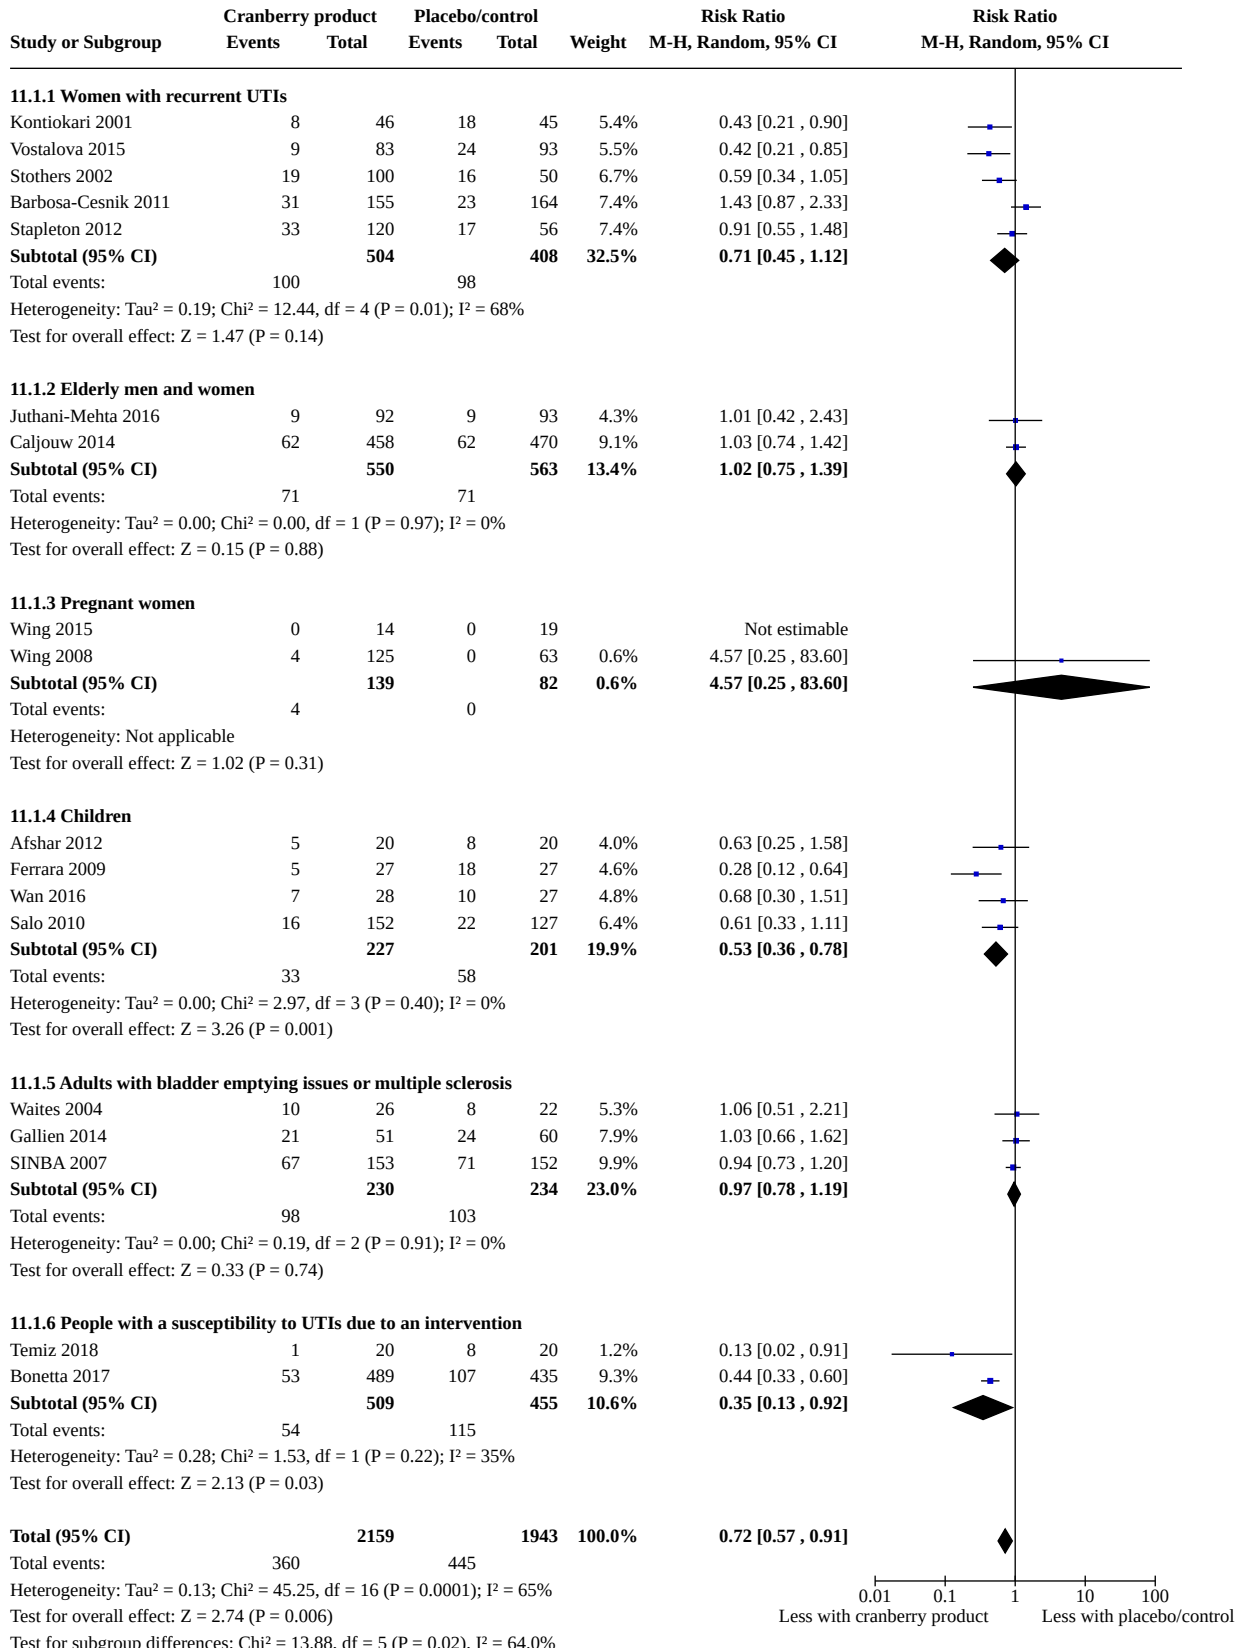 Cranberry product Placebo/control Risk Ratio Risk Ratio
Study or Subgroup Events Total Events Total Weight M-H, Random, 95% CI M-H, Random, 95% CI
11.1.1 Women with recurrent UTIs
Kontiokari 2001 8 46 18 45 5.4% 0.43 [0.21 , 0.90]
Vostalova 2015 9 83 24 93 5.5% 0.42 [0.21 , 0.85]
Stothers 2002 19 100 16 50 6.7% 0.59 [0.34 , 1.05]
Barbosa-Cesnik 2011 31 155 23 164 7.4% 1.43 [0.87 , 2.33]
Stapleton 2012 33 120 17 56 7.4% 0.91 [0.55 , 1.48]
Subtotal (95% CI) 504 408 32.5% 0.71 [0.45 , 1.12]
Total events: 100 98
Heterogeneity: Tau² = 0.19; Chi² = 12.44, df = 4 (P = 0.01); I² = 68%
Test for overall effect: Z = 1.47 (P = 0.14)
11.1.2 Elderly men and women
Juthani-Mehta 2016 9 92 9 93 4.3% 1.01 [0.42 , 2.43]
Caljouw 2014 62 458 62 470 9.1% 1.03 [0.74 , 1.42]
Subtotal (95% CI) 550 563 13.4% 1.02 [0.75 , 1.39]
Total events: 71 71
Heterogeneity: Tau² = 0.00; Chi² = 0.00, df = 1 (P = 0.97); I² = 0%
Test for overall effect: Z = 0.15 (P = 0.88)
11.1.3 Pregnant women
Wing 2015 0 14 0 19 Not estimable
Wing 2008 4 125 0 63 0.6% 4.57 [0.25 , 83.60]
Subtotal (95% CI) 139 82 0.6% 4.57 [0.25 , 83.60]
Total events: 4 0
Heterogeneity: Not applicable
Test for overall effect: Z = 1.02 (P = 0.31)
11.1.4 Children
Afshar 2012 5 20 8 20 4.0% 0.63 [0.25 , 1.58]
Ferrara 2009 5 27 18 27 4.6% 0.28 [0.12 , 0.64]
Wan 2016 7 28 10 27 4.8% 0.68 [0.30 , 1.51]
Salo 2010 16 152 22 127 6.4% 0.61 [0.33 , 1.11]
Subtotal (95% CI) 227 201 19.9% 0.53 [0.36 , 0.78]
Total events: 33 58
Heterogeneity: Tau² = 0.00; Chi² = 2.97, df = 3 (P = 0.40); I² = 0%
Test for overall effect: Z = 3.26 (P = 0.001)
11.1.5 Adults with bladder emptying issues or multiple sclerosis
Waites 2004 10 26 8 22 5.3% 1.06 [0.51 , 2.21]
Gallien 2014 21 51 24 60 7.9% 1.03 [0.66 , 1.62]
SINBA 2007 67 153 71 152 9.9% 0.94 [0.73 , 1.20]
Subtotal (95% CI) 230 234 23.0% 0.97 [0.78 , 1.19]
Total events: 98 103
Heterogeneity: Tau² = 0.00; Chi² = 0.19, df = 2 (P = 0.91); I² = 0%
Test for overall effect: Z = 0.33 (P = 0.74)
11.1.6 People with a susceptibility to UTIs due to an intervention
Temiz 2018 1 20 8 20 1.2% 0.13 [0.02 , 0.91]
Bonetta 2017 53 489 107 435 9.3% 0.44 [0.33 , 0.60]
Subtotal (95% CI) 509 455 10.6% 0.35 [0.13 , 0.92]
Total events: 54 115
Heterogeneity: Tau² = 0.28; Chi² = 1.53, df = 1 (P = 0.22); I² = 35%
Test for overall effect: Z = 2.13 (P = 0.03)
Total (95% CI) 2159 1943 100.0% 0.72 [0.57 , 0.91]
Total events: 360 445
Heterogeneity: Tau² = 0.13; Chi² = 45.25, df = 16 (P = 0.0001); I² = 65%
0.01 0.1 1 10 100
Test for overall effect: Z = 2.74 (P = 0.006) Less with cranberry product Less with placebo/control
Test for subgroup differences: Chi² = 13.88, df = 5 (P = 0.02), I² = 64.0%